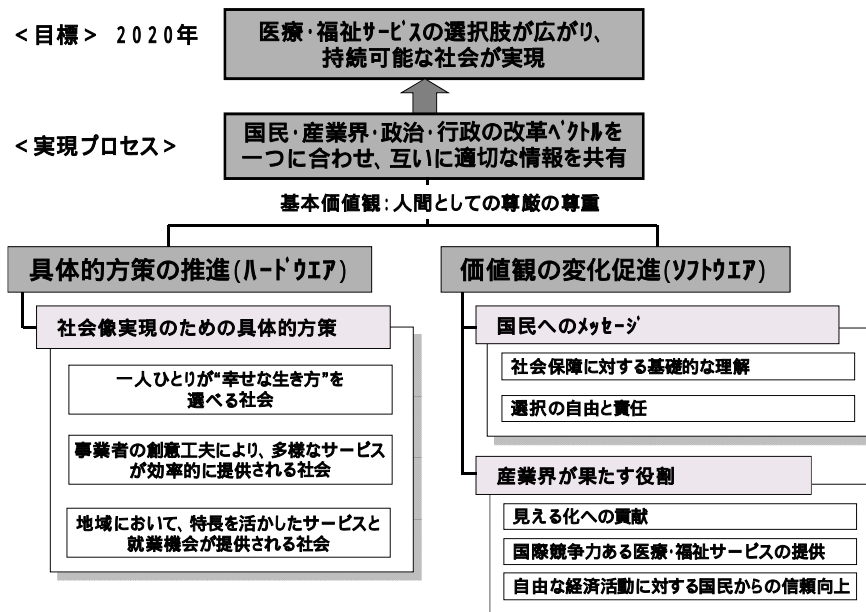 <目標> 2020年
医療・福祉ｻｰﾋﾞｽの選択肢が広がり、
持続可能な社会が実現
<実現プロセス>
国民・産業界・政治・行政の改革ﾍﾞｸﾄﾙを
一つに合わせ、互いに適切な情報を共有
基本価値観：人間としての尊厳の尊重
具体的方策の推進(ﾊｰﾄﾞｳｴｱ)
社会像実現のための具体的方策
一人ひとりが“幸せな生き方”を
選べる社会
事業者の創意工夫により、多様なサービス
が効率的に提供される社会
地域において、特長を活かしたサービスと
就業機会が提供される社会
価値観の変化促進(ｿﾌﾄｳｴｱ)
国民へのﾒｯｾｰｼﾞ
社会保障に対する基礎的な理解
選択の自由と責任
産業界が果たす役割
見える化への貢献
国際競争力ある医療・福祉サービスの提供
自由な経済活動に対する国民からの信頼向上